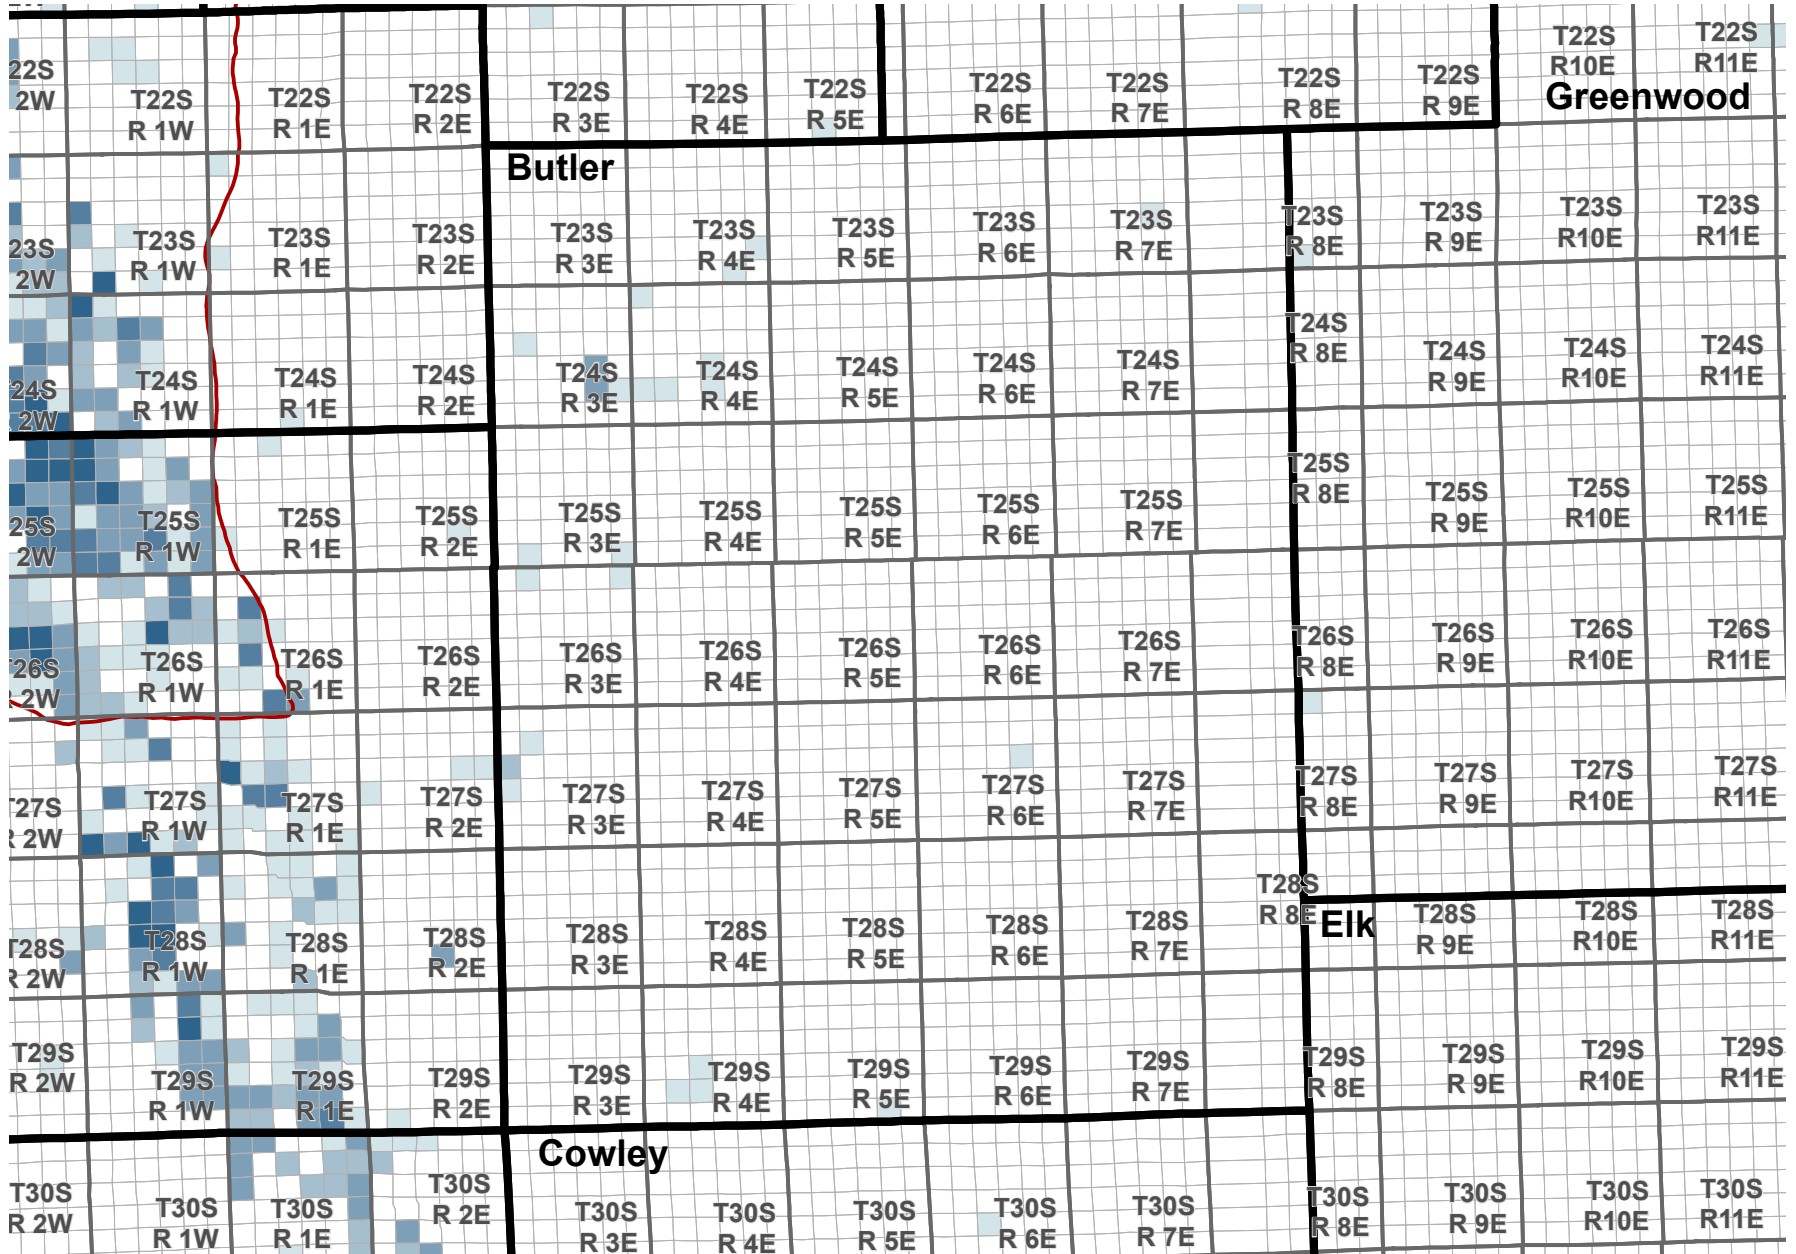 T22S
R10E
T22S
R11E
22S
2W
T22S
R 1W
T22S
R 1E
T22S
R 2E
T22S
R 3E
T22S
R 4E
T22S
R 5E
T22S
R 6E
T22S
R 7E
T22S
R 8E
T22S
R 9E
Greenwood
Butler
23S
2W
T23S
R 1W
T23S
R 1E
T23S
R 2E
T23S
R 3E
T23S
R 4E
T23S
R 5E
T23S
R 6E
T23S
R 7E
T23S
R 8E
T23S
R 9E
T23S
R10E
T23S
R11E
24S
2W
T24S
R 1W
T24S
R 1E
T24S
R 2E
T24S
R 3E
T24S
R 4E
T24S
R 5E
T24S
R 6E
T24S
R 7E
T24S
R 8E
T24S
R 9E
T24S
R10E
T24S
R11E
25S
2W
T25S
R 1W
T25S
R 1E
T25S
R 2E
T25S
R 3E
T25S
R 4E
T25S
R 5E
T25S
R 6E
T25S
R 7E
T25S
R 8E
T25S
R 9E
T25S
R10E
T25S
R11E
T26S
R 2W
T26S
R 1W
T26S
R 1E
T26S
R 2E
T26S
R 3E
T26S
R 4E
T26S
R 5E
T26S
R 6E
T26S
R 7E
T26S
R 8E
T26S
R 9E
T26S
R10E
T26S
R11E
T27S
R 2W
T27S
R 1W
T27S
R 1E
T27S
R 2E
T27S
R 3E
T27S
R 4E
T27S
R 5E
T27S
R 6E
T27S
R 7E
T27S
R 8E
T27S
R 9E
T27S
R10E
T27S
R11E
T28S
R 2W
T28S
R 1W
T28S
R 1E
T28S
R 2E
T28S
R 3E
T28S
R 4E
T28S
R 5E
T28S
R 6E
T28S
R 7E
T28S
R 8E
Elk
T28S
R 9E
T28S
R10E
T28S
R11E
T29S
R 2W
T29S
R 1W
T29S
R 1E
T29S
R 2E
T29S
R 3E
T29S
R 4E
T29S
R 5E
T29S
R 6E
T29S
R 7E
T29S
R 8E
T29S
R 9E
T29S
R10E
T29S
R11E
Cowley
T30S
R 2W
T30S
R 1W
T30S
R 1E
T30S
R 2E
T30S
R 3E
T30S
R 4E
T30S
R 5E
T30S
R 6E
T30S
R 7E
T30S
R 8E
T30S
R 9E
T30S
R10E
T30S
R11E